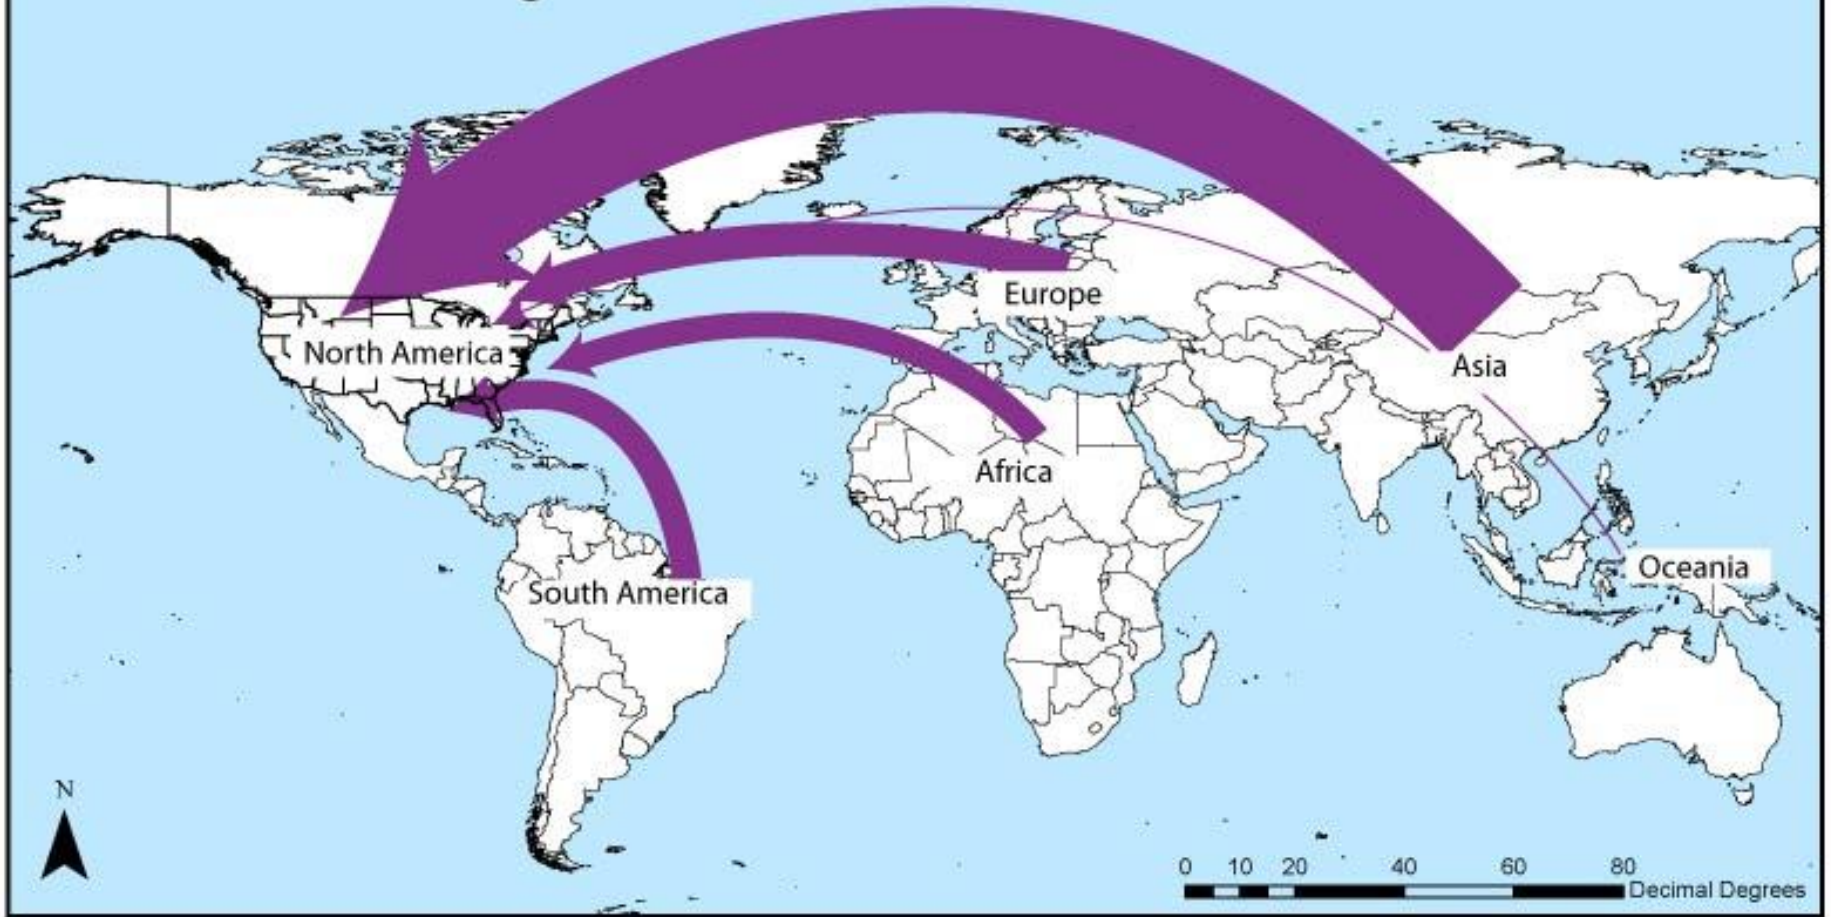 Europe
North America
Asia
Africa
Oceania
South America
N
0 10 20 40 60 80
Decimal Degrees